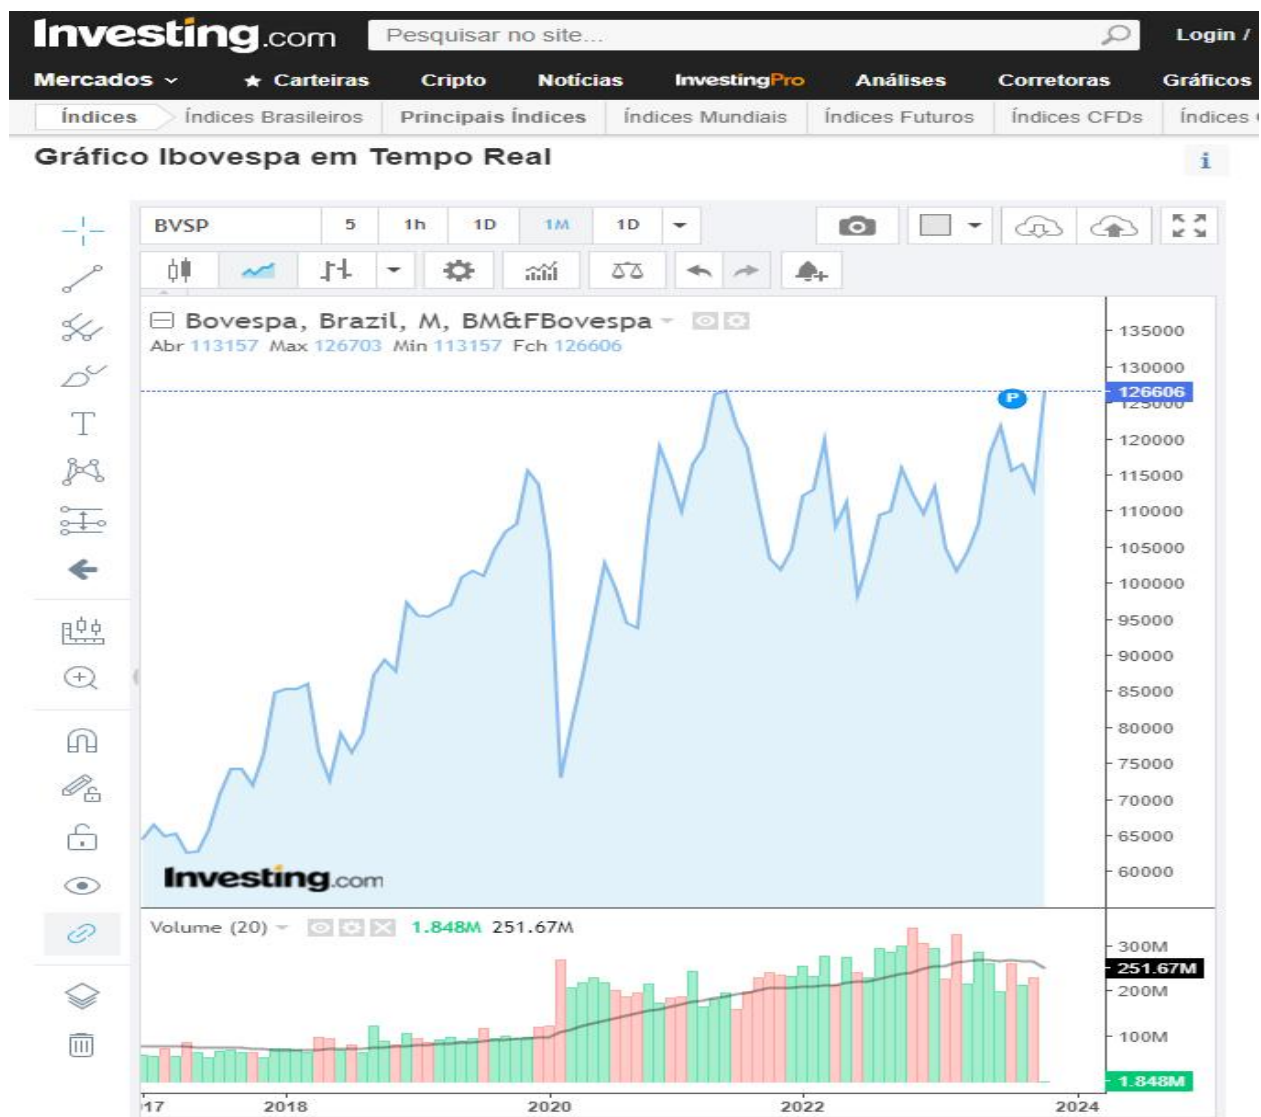 Investing.com
Pesquisar no site...
Login /
Mercados
Carteiras
Cripto
Notícias
InvestingPro
Análises
Corretoras
Gráficos
Índices
Índices Brasileiros
Principais Índices
Índices Mundiais
Índices Futuros
Índices CFDs
Índices
Gráfico Ibovespa em Tempo Real
i
BVSP 5 1h 1D 1M 1D
T
Bovespa, Brazil, M, BM&FBovespa
Abr 113157 Max 126703 Min 113157 Fch 126606
P
135000
130000
126606
125000
120000
115000
110000
105000
100000
95000
90000
85000
80000
75000
70000
65000
60000
Investing.com
Volume (20) 1.848M 251.67M
300M
251.67M
200M
100M
1.848M
17 2018 2020 2022 2024